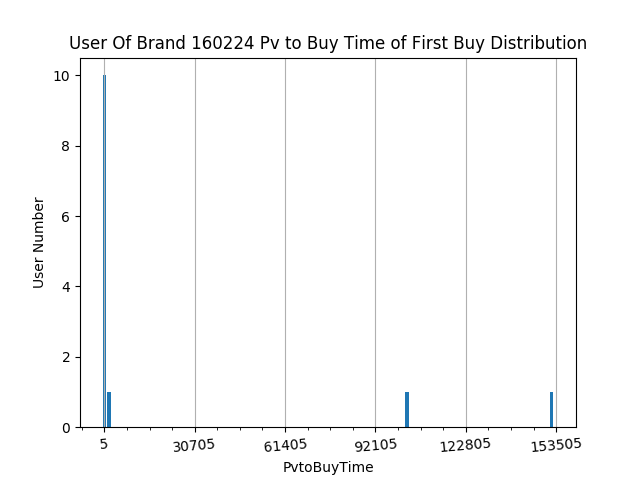 User Of Brand 160224 Pv to Buy Time of First Buy Distribution
10
8
6
4
2
0
User Number
5 30705 61405 92105 122805 153505
PvtoBuyTime